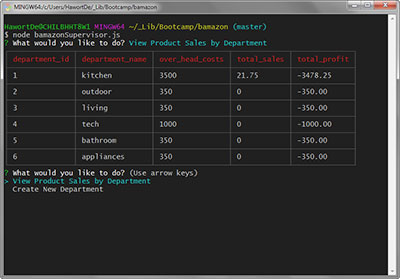 MINGW64:/c/Users/HawortDe/_Lib/Bootcamp/bamazon
HawortDe@CHILBHHT8W1 MINGW64 ~/_Lib/Bootcamp/bamazon (master)
$ node bamazonSupervisor.js
? What would you like to do? View Product Sales by Department
department_id department_name over_head_costs total_sales total_profit
1 kitchen 3500 21.75 -3478.25
2 outdoor 350 0 -350.00
3 living 350 0 -350.00
4 tech 1000 0 -1000.00
5 bathroom 350 0 -350.00
6 appliances 350 0 -350.00
? What would you like to do? (Use arrow keys)
> View Product Sales by Department
Create New Department